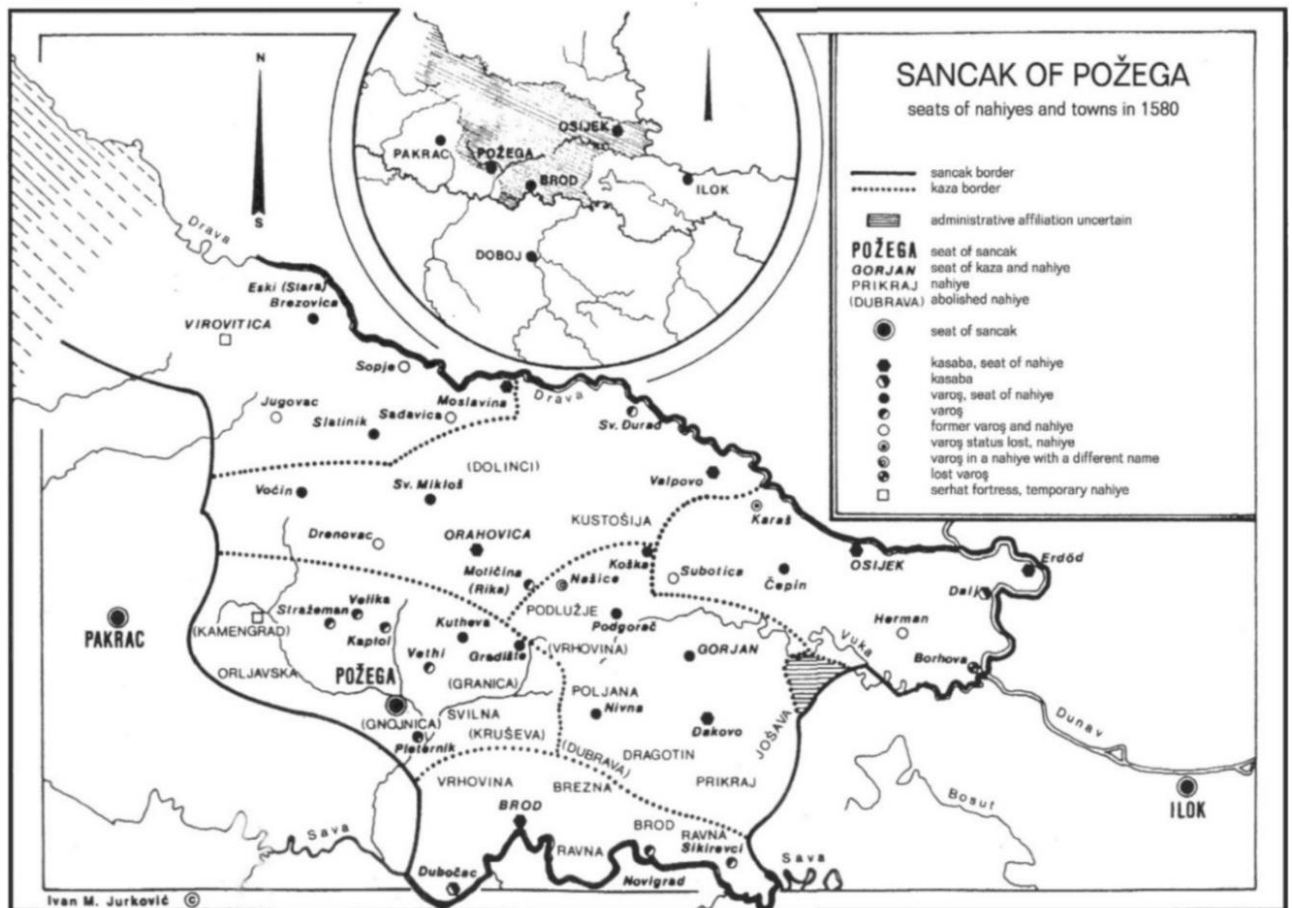 SANCAK OF POŽEGA
seats of nahiyes and towns in 1580
sancak border
kaza border
administrative affiliation uncertain
POŽEGA seat of sancak
GORJAN seat of kaza and nahiye
PRIKRAJ nahiye
(DUBRAVA) abolished nahiye
seat of sancak
kasaba, seat of nahiye
kasaba
varoş, seat of nahiye
varoş
former varoş and nahiye
varoş status lost, nahiye
varoş in a nahiye with a different name
lost varoş
serhat fortress, temporary nahiye
N
S
PAKRAC
POŽEGA
OSIJEK
BROD
ILOK
DOBOJ
Drava
Eski (Stara)
Brezovica
VIROVITICA
Sopje
Moslavina
Drava
Jugovac
Sadavica
Slatinik
Sv. Đurađ
(DOLINCI)
Valpovo
Voćin
Sv. Mikloš
Karaš
KUSTOŠIJA
Drenovac
ORAHOVICA
Koška
OSIJEK
Erdöd
Motičina
(Rika)
Našice
Subotica
Čepin
Dalj
Velika
Stražeman
PODLUŽJE
PAKRAC
(KAMENGRAD)
Kaptol
Kutheva
Podgorač
Herman
Vethi
Gradište
(VRHOVINA)
GORJAN
Vuka
Borhova
ORLJAVSKA
POŽEGA
(GRANICA)
POLJANA
Nivna
(GNOJNICA)
SVILNA
Đakovo
JOŠAVA
Dunav
Pleternik
(KRUŠEVA)
(DUBRAVA)
DRAGOTIN
VRHOVINA
BREZNA
PRIKRAJ
Bosut
ILOK
BROD
BROD
Sava
RAVNA
RAVNA
Sikirevci
Sava
Dubočac
Novigrad
Ivan M. Jurković ©